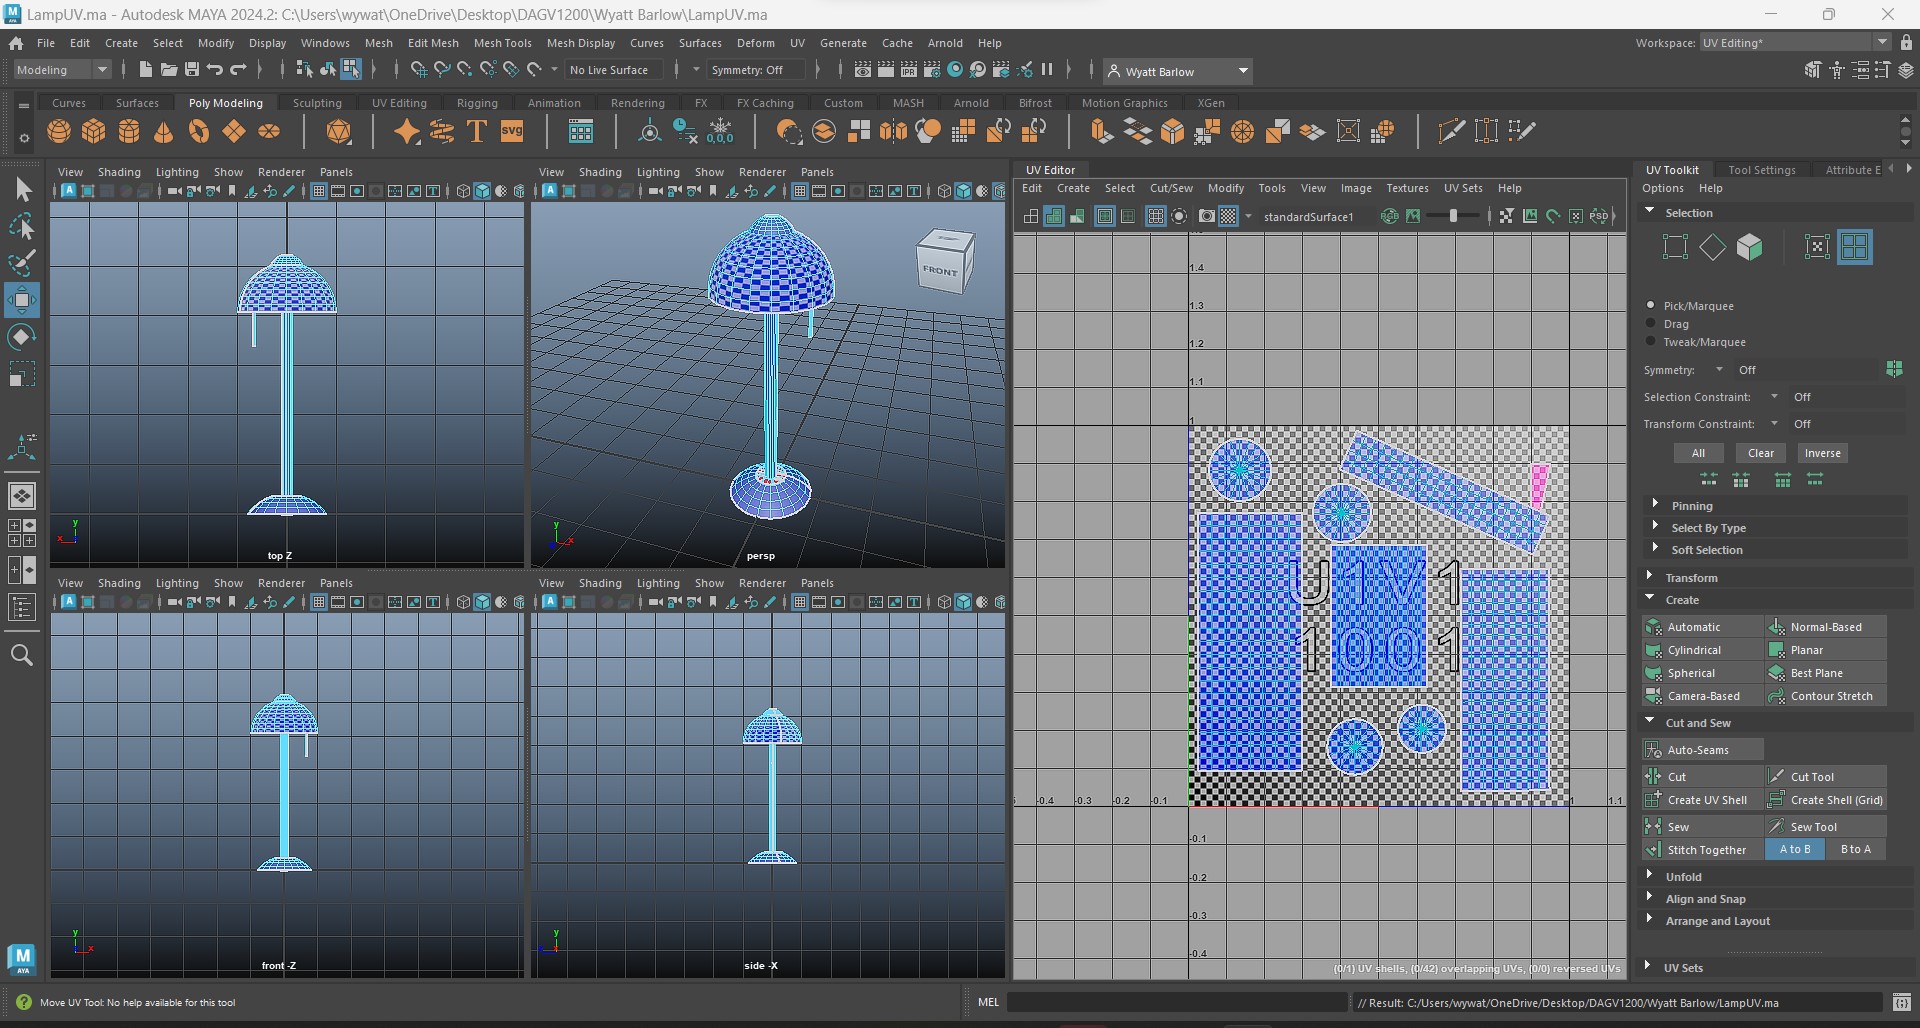 LampUV.ma - Autodesk MAYA 2024.2: C:\Users\wywat\OneDrive\Desktop\DAGV1200\Wyatt Barlow\LampUV.ma
File Edit Create Select Modify Display Windows Mesh Edit Mesh Mesh Tools Mesh Display Curves Surfaces Deform UV Generate Cache Arnold Help Workspace: UV Editing*
Modeling No Live Surface Symmetry: Off IPR Wyatt Barlow
Curves Surfaces Poly Modeling Sculpting UV Editing Rigging Animation Rendering FX FX Caching Custom MASH Arnold Bifrost Motion Graphics XGen
SVG 0,0,0
View Shading Lighting Show Renderer Panels
top Z
View Shading Lighting Show Renderer Panels
FRONT
persp
View Shading Lighting Show Renderer Panels
front -Z
View Shading Lighting Show Renderer Panels
side -X
UV Editor
Edit Create Select Cut/Sew Modify Tools View Image Textures UV Sets Help
standardSurface1 RGB PSD
1.4
1.3
1.2
1.1
1
U1V1
1001
-0.4 -0.3 -0.2 -0.1 1 1.1
-0.1
-0.2
-0.3
-0.4
(0/1) UV shells, (0/42) overlapping UVs, (0/0) reversed UVs
UV Toolkit Tool Settings Attribute E
Options Help
Selection
Pick/Marquee
Drag
Tweak/Marquee
Symmetry: Off
Selection Constraint: Off
Transform Constraint: Off
All Clear Inverse
Pinning
Select By Type
Soft Selection
Transform
Create
Automatic Normal-Based
Cylindrical Planar
Spherical Best Plane
Camera-Based Contour Stretch
Cut and Sew
Auto-Seams
Cut Cut Tool
Create UV Shell Create Shell (Grid)
Sew Sew Tool
Stitch Together A to B B to A
Unfold
Align and Snap
Arrange and Layout
UV Sets
Move UV Tool: No help available for this tool
MEL
// Result: C:/Users/wywat/OneDrive/Desktop/DAGV1200/Wyatt Barlow/LampUV.ma